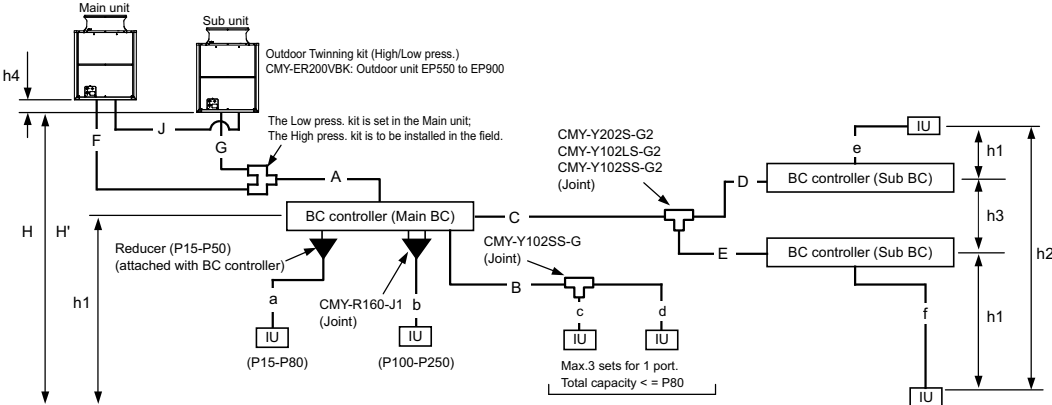 Main unit
Sub unit
Outdoor Twinning kit (High/Low press.)
CMY-ER200VBK: Outdoor unit EP550 to EP900
h4
J
F
G
The Low press. kit is set in the Main unit;
The High press. kit is to be installed in the field.
A
CMY-Y202S-G2
CMY-Y102LS-G2
CMY-Y102SS-G2
(Joint)
IU
e
h1
D
BC controller (Sub BC)
H
H'
BC controller (Main BC)
C
h3
h2
Reducer (P15-P50)
(attached with BC controller)
CMY-Y102SS-G
(Joint)
E
BC controller (Sub BC)
h1
a
CMY-R160-J1
(Joint)
b
B
c
d
f
h1
IU
IU
IU
IU
(P15-P80)
(P100-P250)
Max.3 sets for 1 port.
Total capacity < = P80
IU